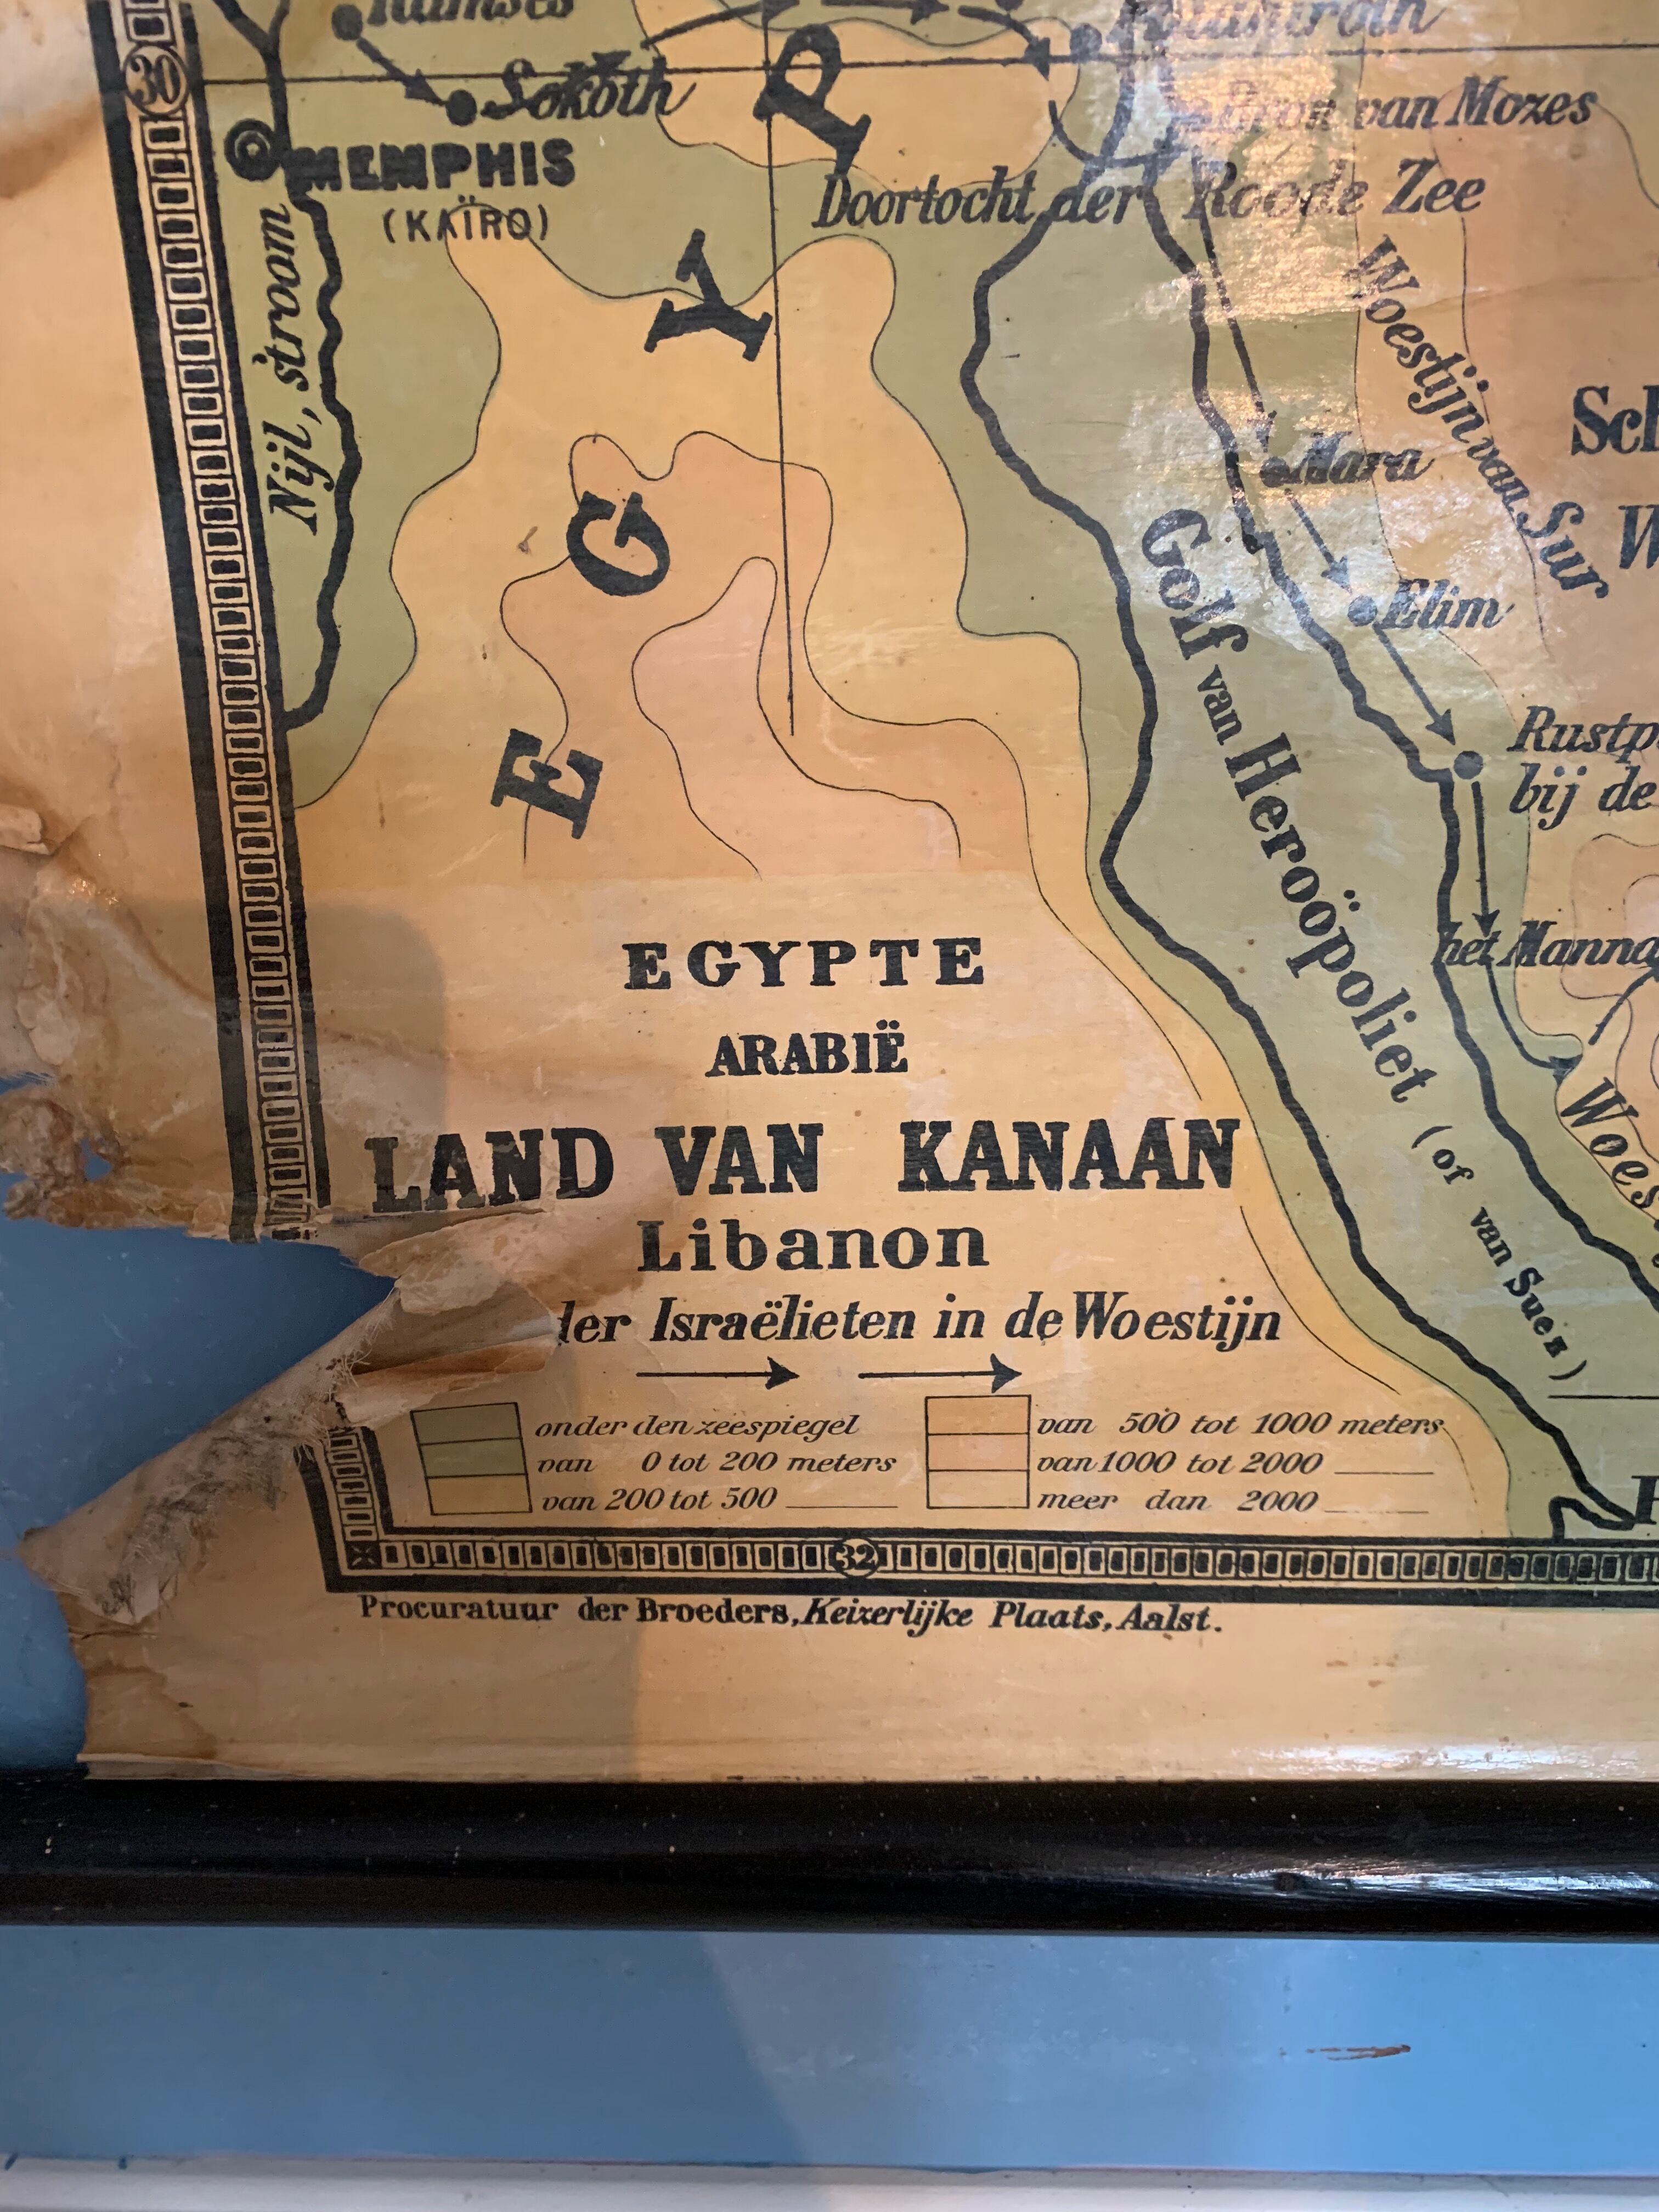 30
Sokôth
Bron van Mozes
MEMPHIS
(KAÏRO)
Doortocht der Roode Zee
Nijl, stroom
Woestijn van Sur
EGYP
Mara
Elim
Golf van Heroöpoliet (of van Suez)
bij de
het Manna
EGYPTE
ARABIË
LAND VAN KANAAN
Libanon
der Israëlieten in de Woestijn
onder den zeespiegel
van 0 tot 200 meters
van 200 tot 500
van 500 tot 1000 meters
van 1000 tot 2000
meer dan 2000
32
Procuratuur der Broeders, Keizerlijke Plaats, Aalst.